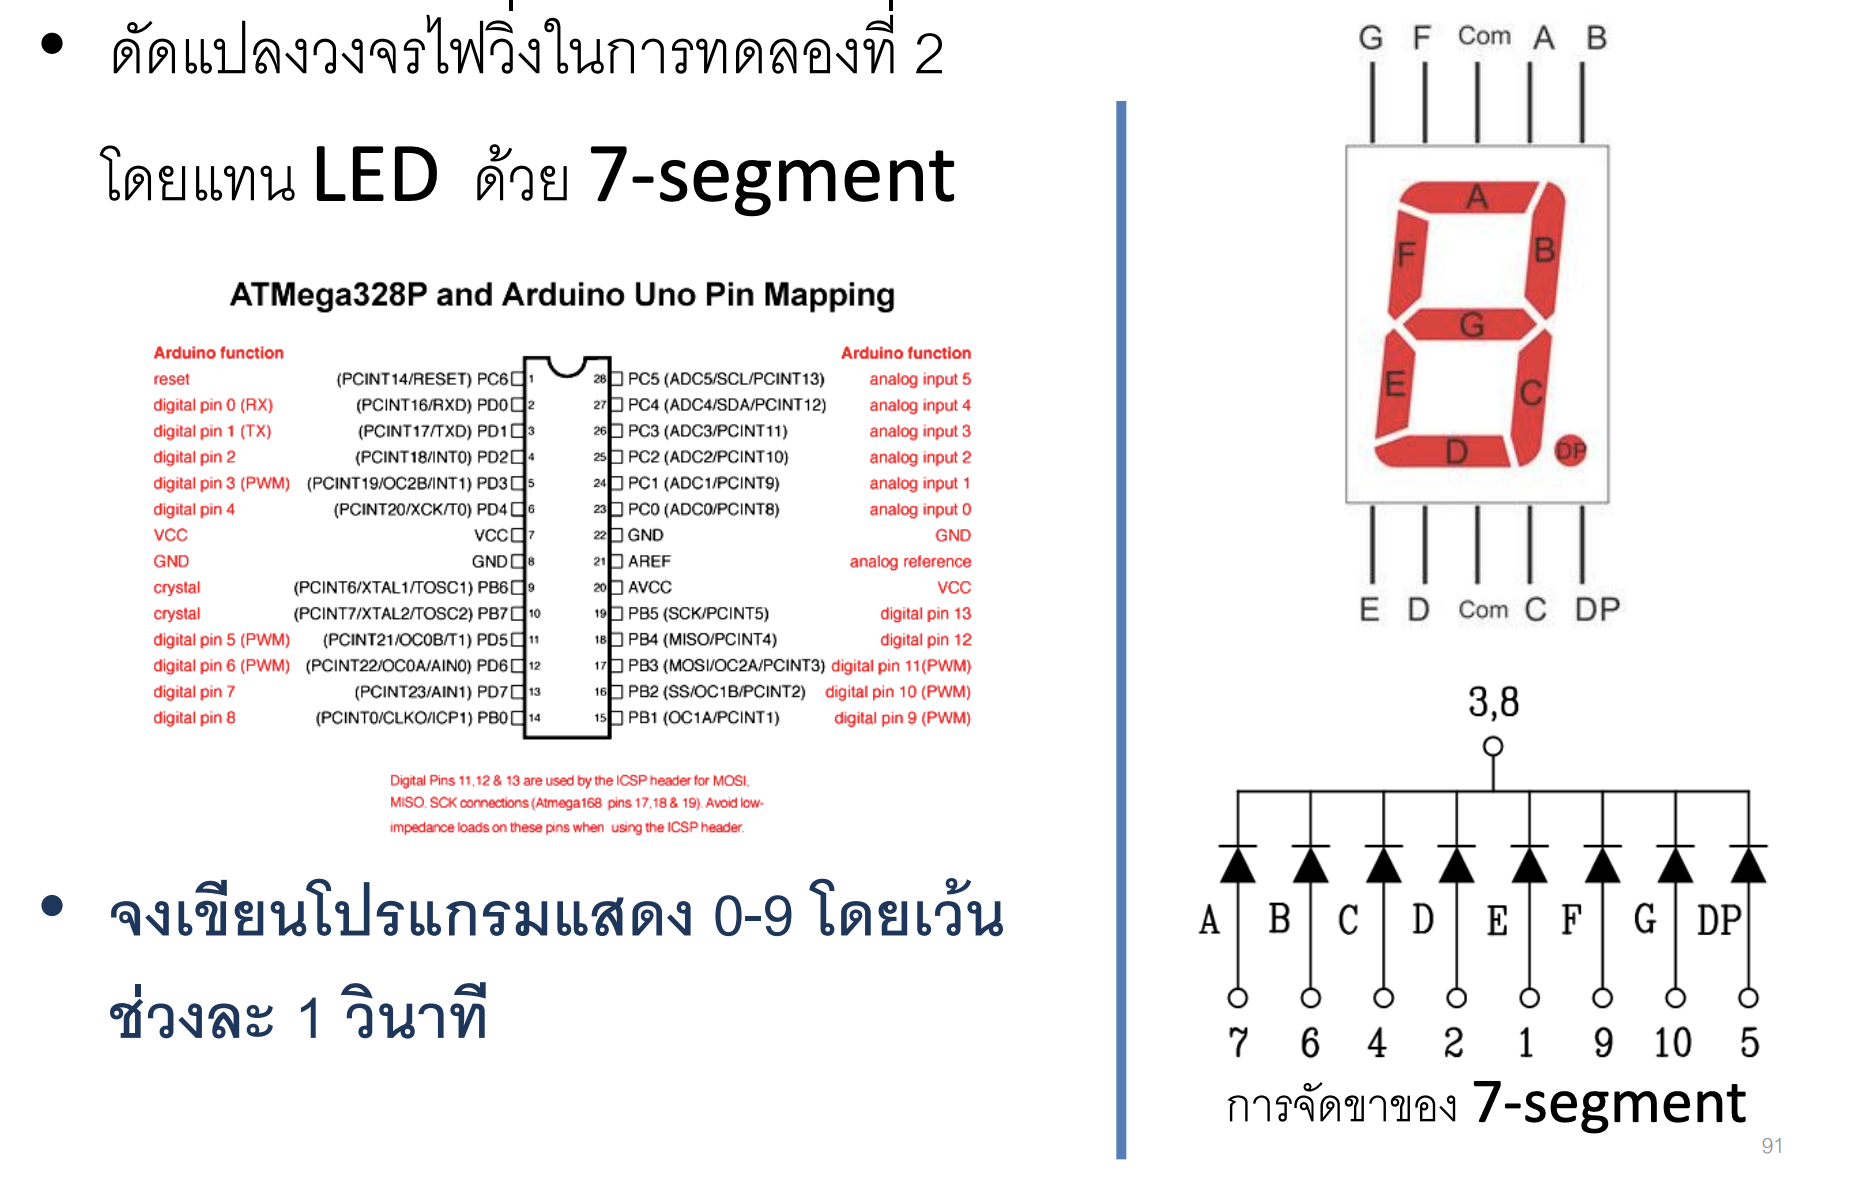 • ดัดแปลงวงจรไฟวิ่งในการทดลองที่ 2
โดยแทน LED ด้วย 7-segment
ATMega328P and Arduino Uno Pin Mapping
Arduino function
Arduino function
reset (PCINT14/RESET) PC6 1 28 PC5 (ADC5/SCL/PCINT13) analog input 5
digital pin 0 (RX) (PCINT16/RXD) PD0 2 27 PC4 (ADC4/SDA/PCINT12) analog input 4
digital pin 1 (TX) (PCINT17/TXD) PD1 3 26 PC3 (ADC3/PCINT11) analog input 3
digital pin 2 (PCINT18/INT0) PD2 4 25 PC2 (ADC2/PCINT10) analog input 2
digital pin 3 (PWM) (PCINT19/OC2B/INT1) PD3 5 24 PC1 (ADC1/PCINT9) analog input 1
digital pin 4 (PCINT20/XCK/T0) PD4 6 23 PC0 (ADC0/PCINT8) analog input 0
VCC VCC 7 22 GND GND
GND GND 8 21 AREF analog reference
crystal (PCINT6/XTAL1/TOSC1) PB6 9 20 AVCC VCC
crystal (PCINT7/XTAL2/TOSC2) PB7 10 19 PB5 (SCK/PCINT5) digital pin 13
digital pin 5 (PWM) (PCINT21/OC0B/T1) PD5 11 18 PB4 (MISO/PCINT4) digital pin 12
digital pin 6 (PWM) (PCINT22/OC0A/AIN0) PD6 12 17 PB3 (MOSI/OC2A/PCINT3) digital pin 11(PWM)
digital pin 7 (PCINT23/AIN1) PD7 13 16 PB2 (SS/OC1B/PCINT2) digital pin 10 (PWM)
digital pin 8 (PCINT0/CLKO/ICP1) PB0 14 15 PB1 (OC1A/PCINT1) digital pin 9 (PWM)
Digital Pins 11,12 & 13 are used by the ICSP header for MOSI,
MISO, SCK connections (Atmega168 pins 17,18 & 19). Avoid low-
impedance loads on these pins when using the ICSP header.
• จงเขียนโปรแกรมแสดง 0-9 โดยเว้น
ช่วงละ 1 วินาที
G F Com A B
A
F B
G
E C
D DP
E D Com C DP
3,8
A B C D E F G DP
7 6 4 2 1 9 10 5
การจัดขาของ 7-segment
91